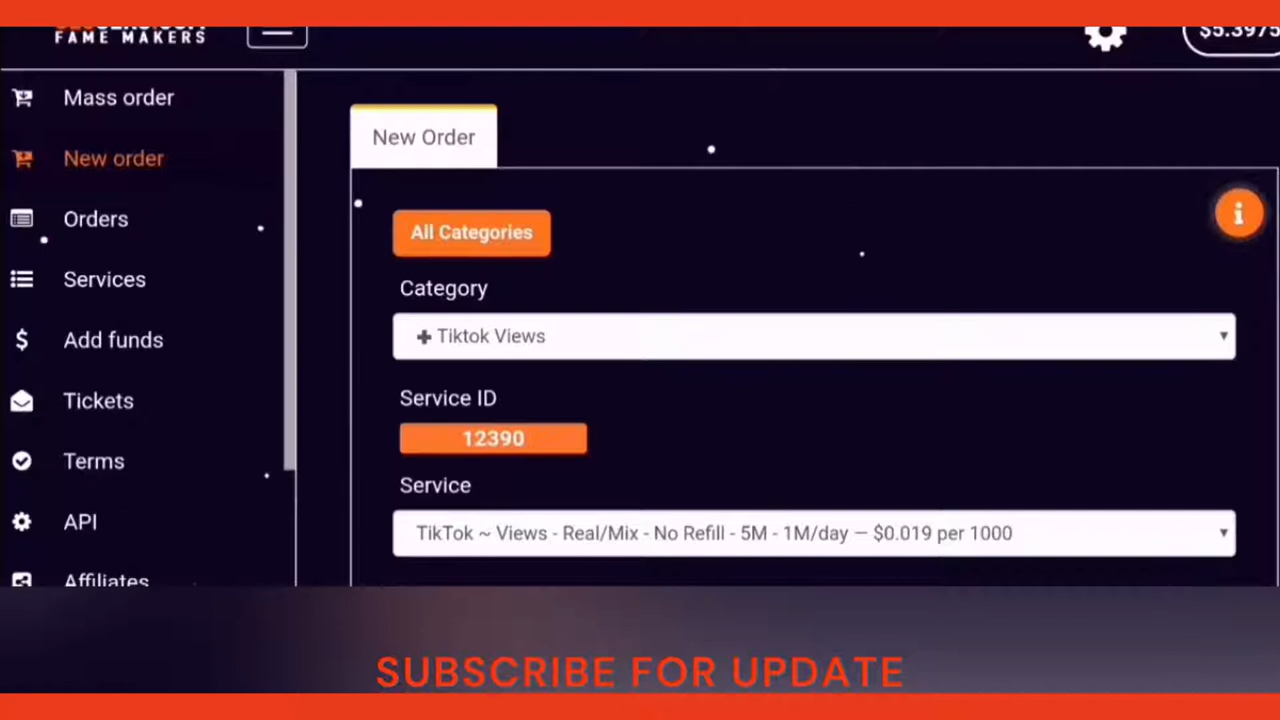 FAME MAKERS
$5.3975
Mass order
New order
Orders
Services
Add funds
Tickets
Terms
API
Affiliates
New Order
All Categories
Category
Tiktok Views
Service ID
12390
Service
TikTok ~ Views - Real/Mix - No Refill - 5M - 1M/day — $0.019 per 1000
SUBSCRIBE FOR UPDATE